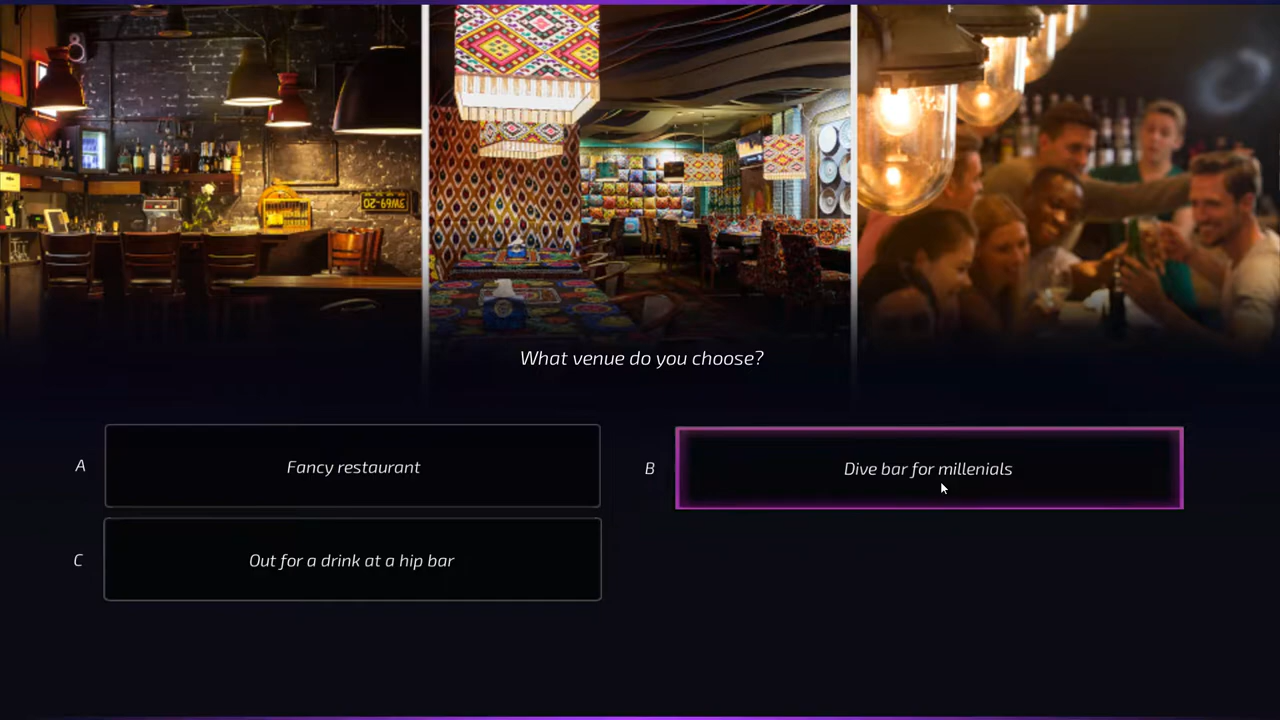 What venue do you choose?
A
Fancy restaurant
B
Dive bar for millenials
C
Out for a drink at a hip bar